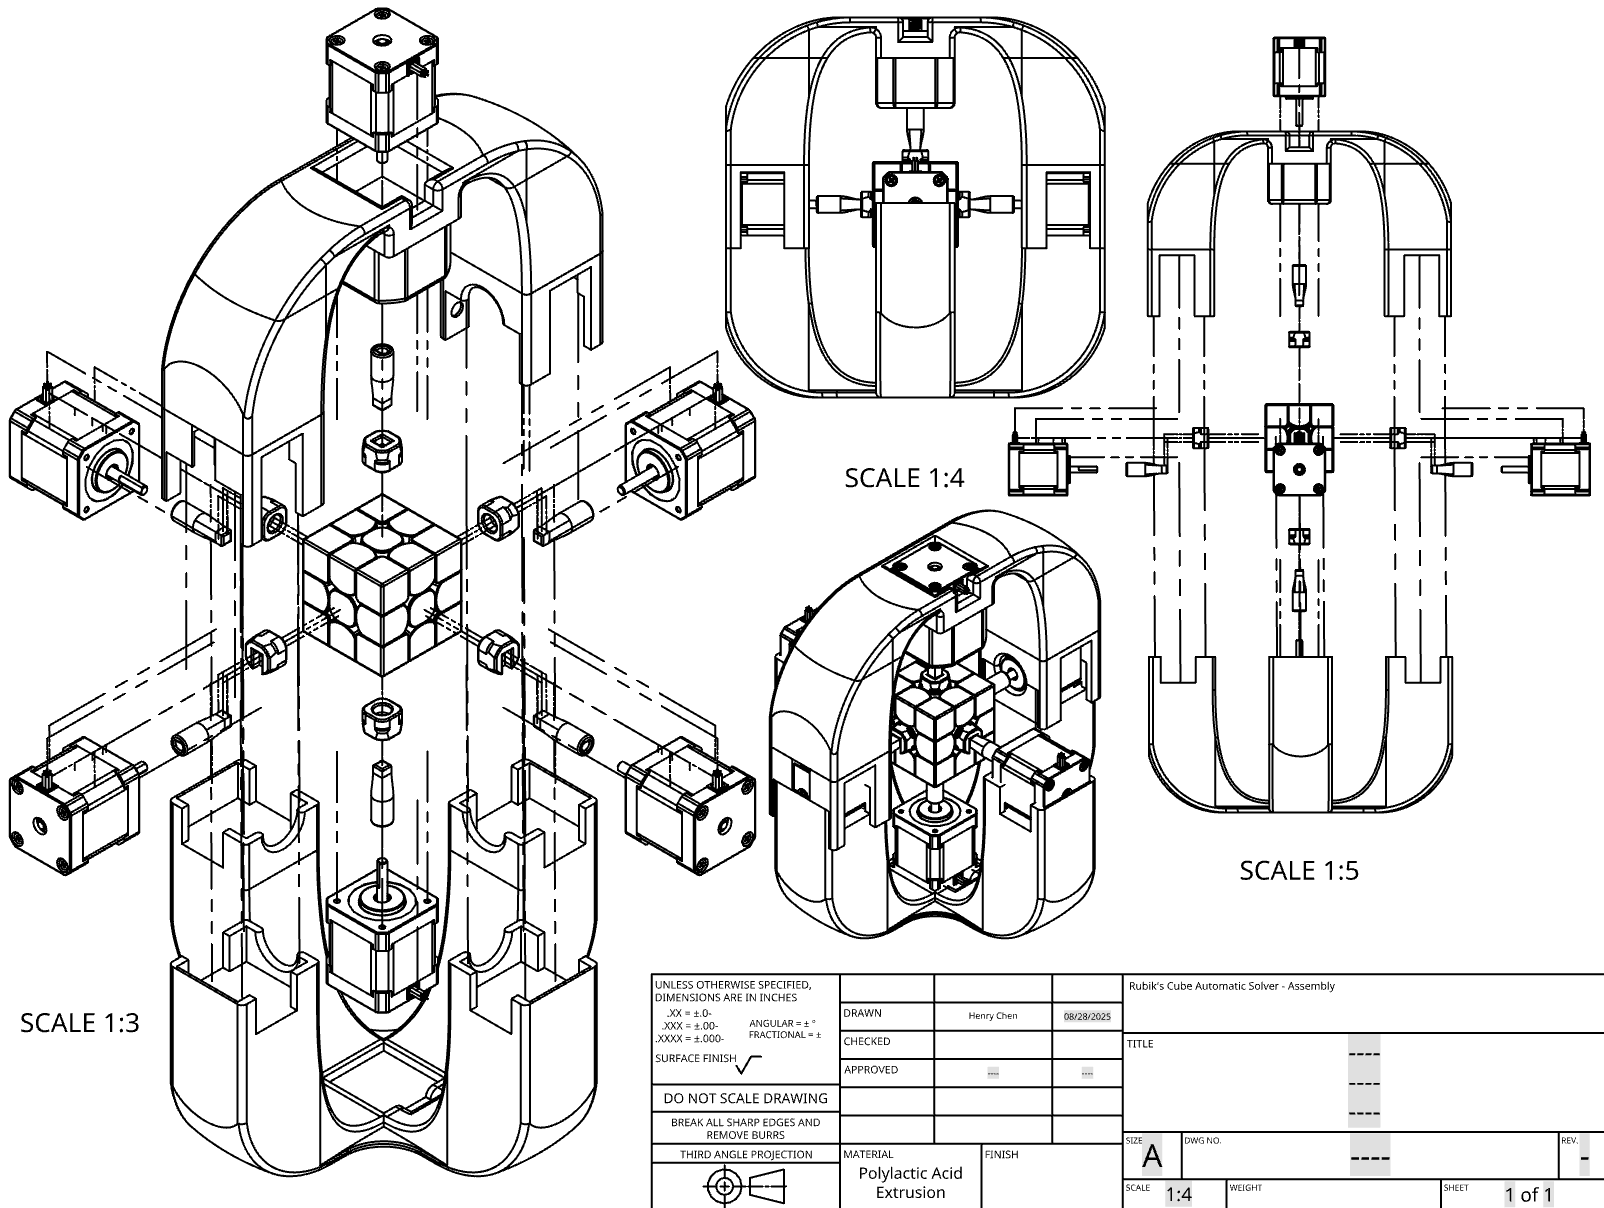 SCALE 1:4
SCALE 1:5
SCALE 1:3
UNLESS OTHERWISE SPECIFIED,
DIMENSIONS ARE IN INCHES
.XX = ±.0-
.XXX = ±.00-
.XXXX = ±.000-
ANGULAR = ± °
FRACTIONAL = ±
SURFACE FINISH
DO NOT SCALE DRAWING
BREAK ALL SHARP EDGES AND
REMOVE BURRS
THIRD ANGLE PROJECTION
DRAWN Henry Chen 08/28/2025
CHECKED
APPROVED ---- ----
MATERIAL
Polylactic Acid
Extrusion
FINISH
Rubik's Cube Automatic Solver - Assembly
TITLE
----
----
----
SIZE A
DWG NO. ----
REV. -
SCALE 1:4
WEIGHT
SHEET 1 of 1